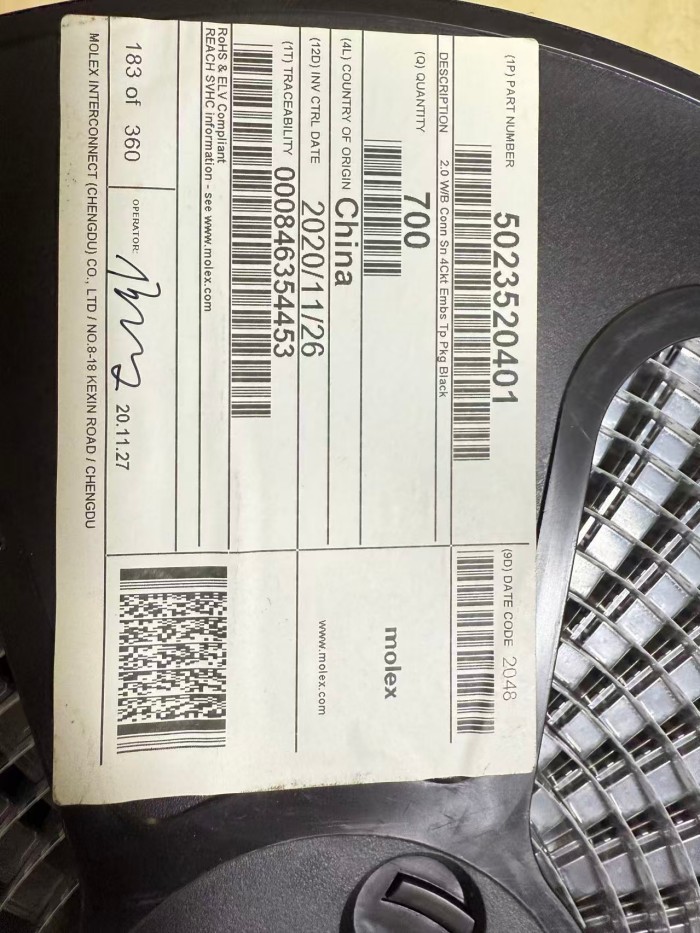 (1P) PART NUMBER 5023520401
(9D) DATE CODE 2048
DESCRIPTION 2.0 W/B Conn Sn 4Ckt Embs Tp Pkg Black
(Q) QUANTITY 700
molex
(4L) COUNTRY OF ORIGIN China
(12D) INV CTRL DATE 2020/11/26
www.molex.com
(1T) TRACEABILITY 000846354453
RoHS & ELV Compliant
REACH SVHC information - see www.molex.com
183 of 360
OPERATOR: 20.11.27
MOLEX INTERCONNECT (CHENGDU) CO., LTD / NO.8-18 KEXIN ROAD / CHENGDU